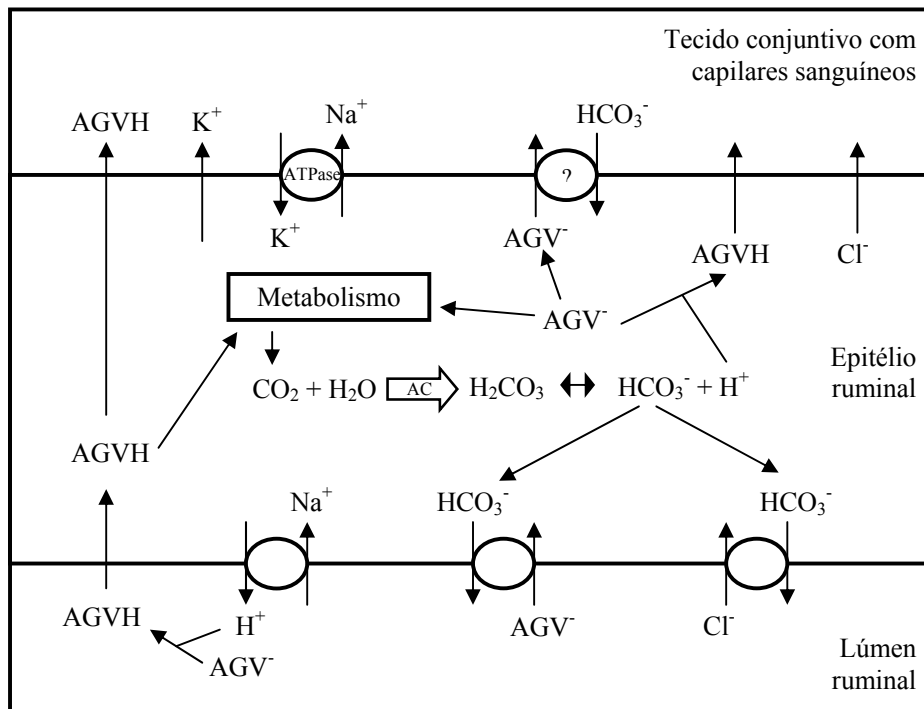 Tecido conjuntivo com
capilares sanguíneos
AGVH
K⁺
Na⁺
HCO₃⁻
ATPase
?
K⁺
AGV⁻
AGVH
Cl⁻
Metabolismo
AGV⁻
Epitélio
ruminal
CO₂ + H₂O AC H₂CO₃ HCO₃⁻ + H⁺
AGVH
Na⁺
HCO₃⁻
HCO₃⁻
AGVH
H⁺
AGV⁻
Cl⁻
AGV⁻
Lúmen
ruminal